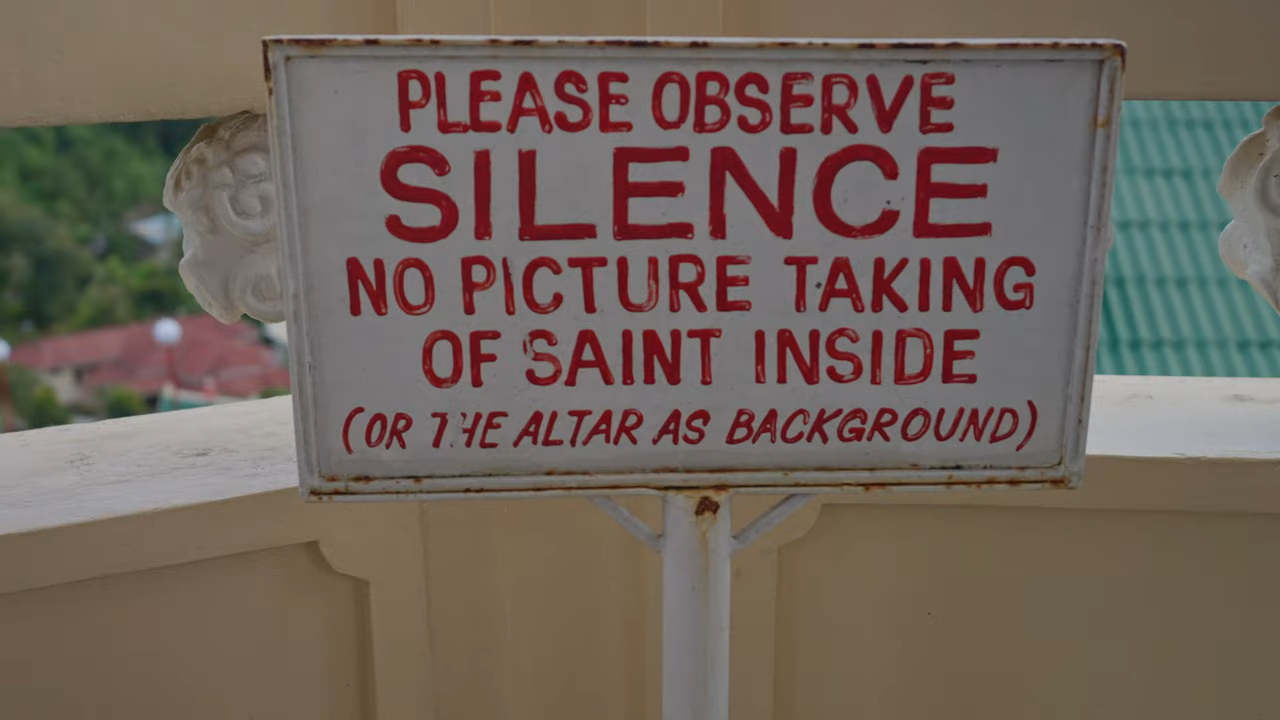 PLEASE OBSERVE
SILENCE
NO PICTURE TAKING
OF SAINT INSIDE
(OR THE ALTAR AS BACKGROUND)